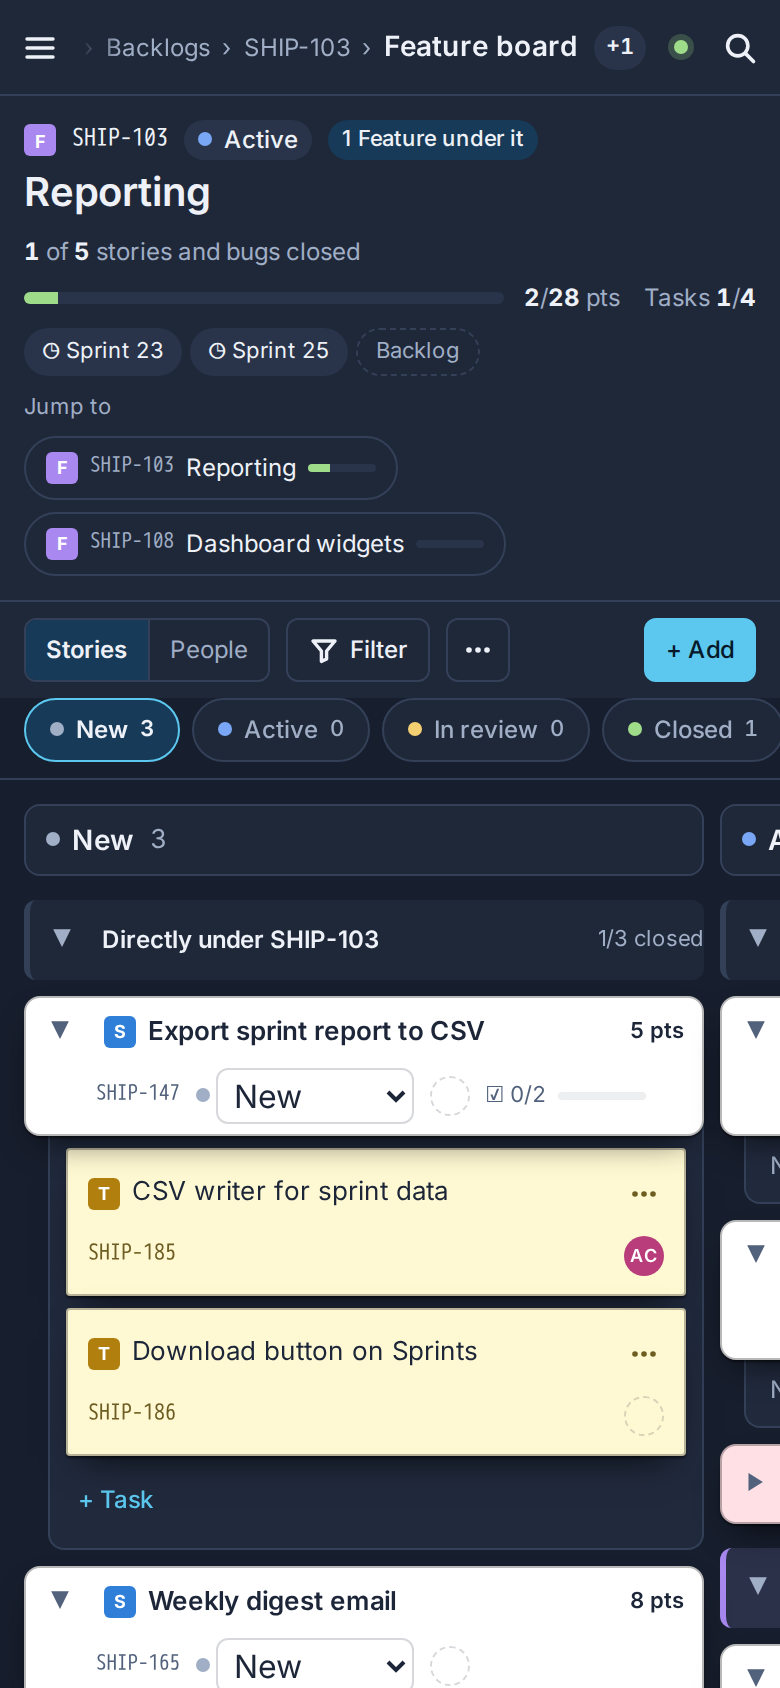 › Backlogs › SHIP-103 › Feature board +1
F SHIP-103 Active 1 Feature under it
Reporting
1 of 5 stories and bugs closed
2/28 pts Tasks 1/4
Sprint 23 Sprint 25 Backlog
Jump to
F SHIP-103 Reporting
F SHIP-108 Dashboard widgets
Stories People Filter ••• + Add
New 3 Active 0 In review 0 Closed 1
New 3
Directly under SHIP-103 1/3 closed
S Export sprint report to CSV 5 pts
SHIP-147 New ☑ 0/2
T CSV writer for sprint data •••
SHIP-185 AC
T Download button on Sprints •••
SHIP-186
+ Task
S Weekly digest email 8 pts
SHIP-165 New